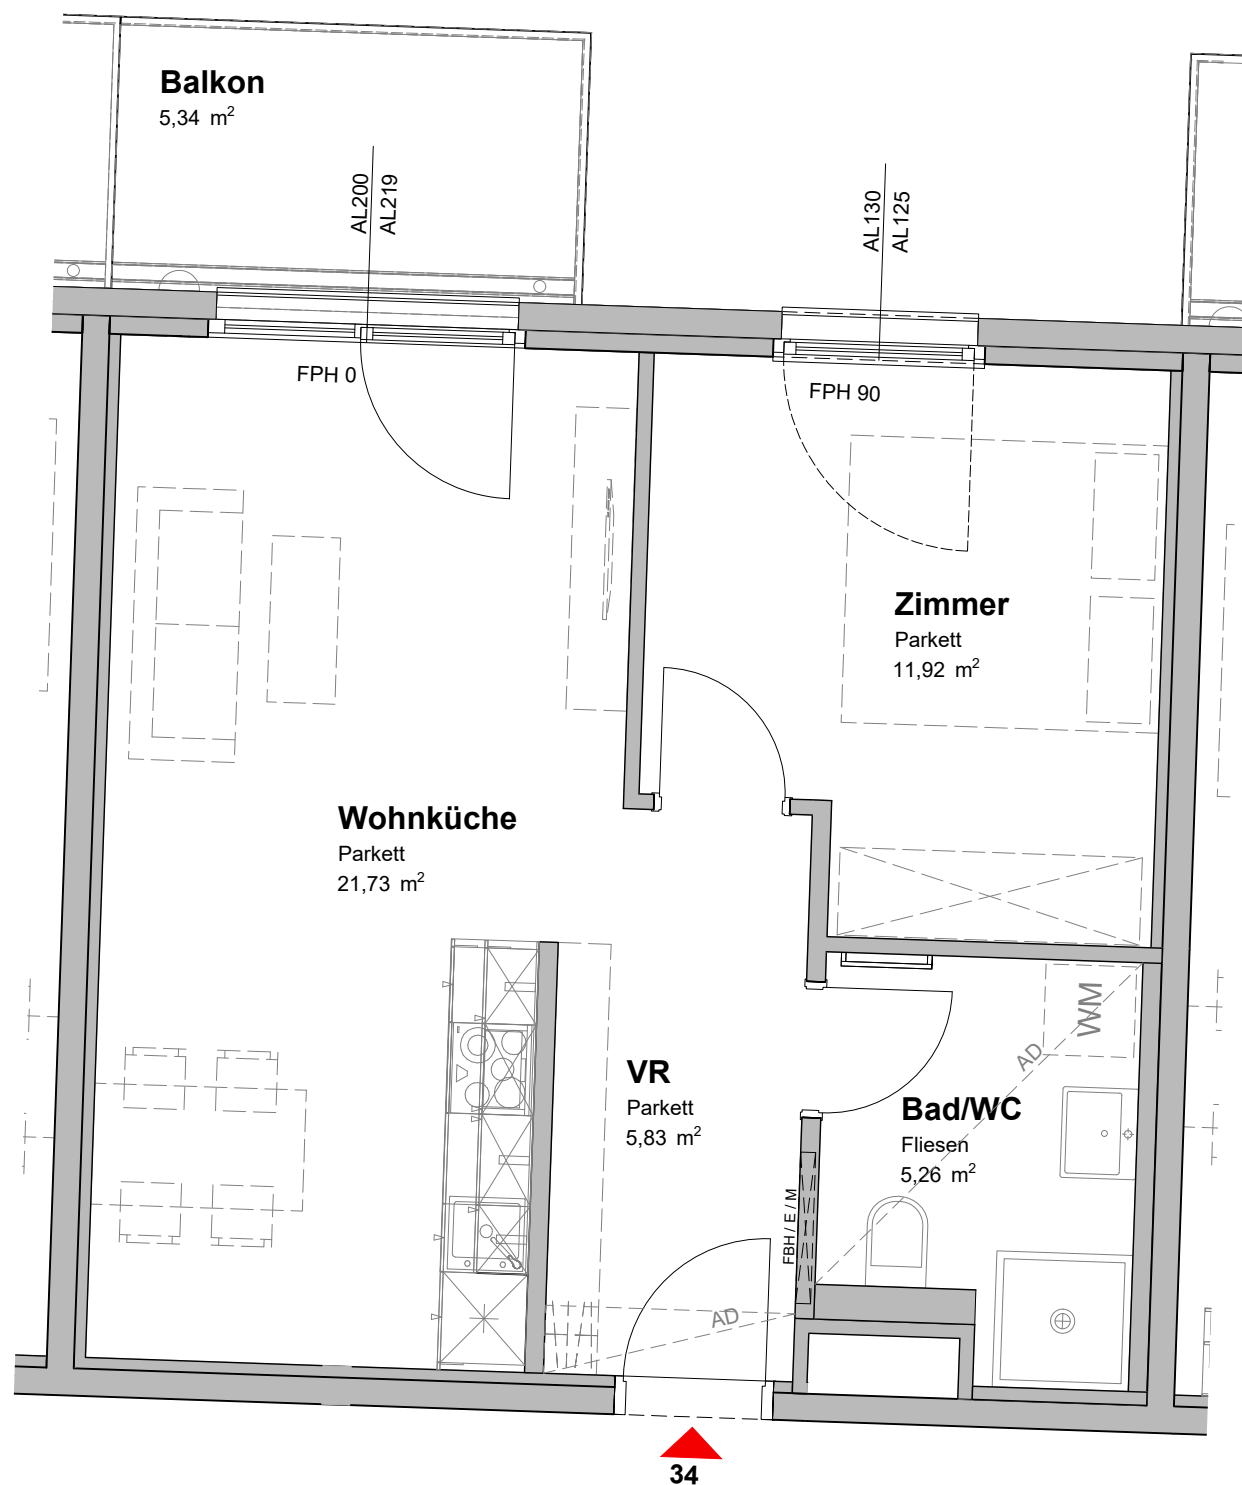 Balkon
5,34 m²
AL200
AL219
AL130
AL125
FPH 0
FPH 90
Zimmer
Parkett
11,92 m²
Wohnküche
Parkett
21,73 m²
WM
AD
VR
Parkett
5,83 m²
Bad/WC
Fliesen
5,26 m²
FBH / E / M
AD
34